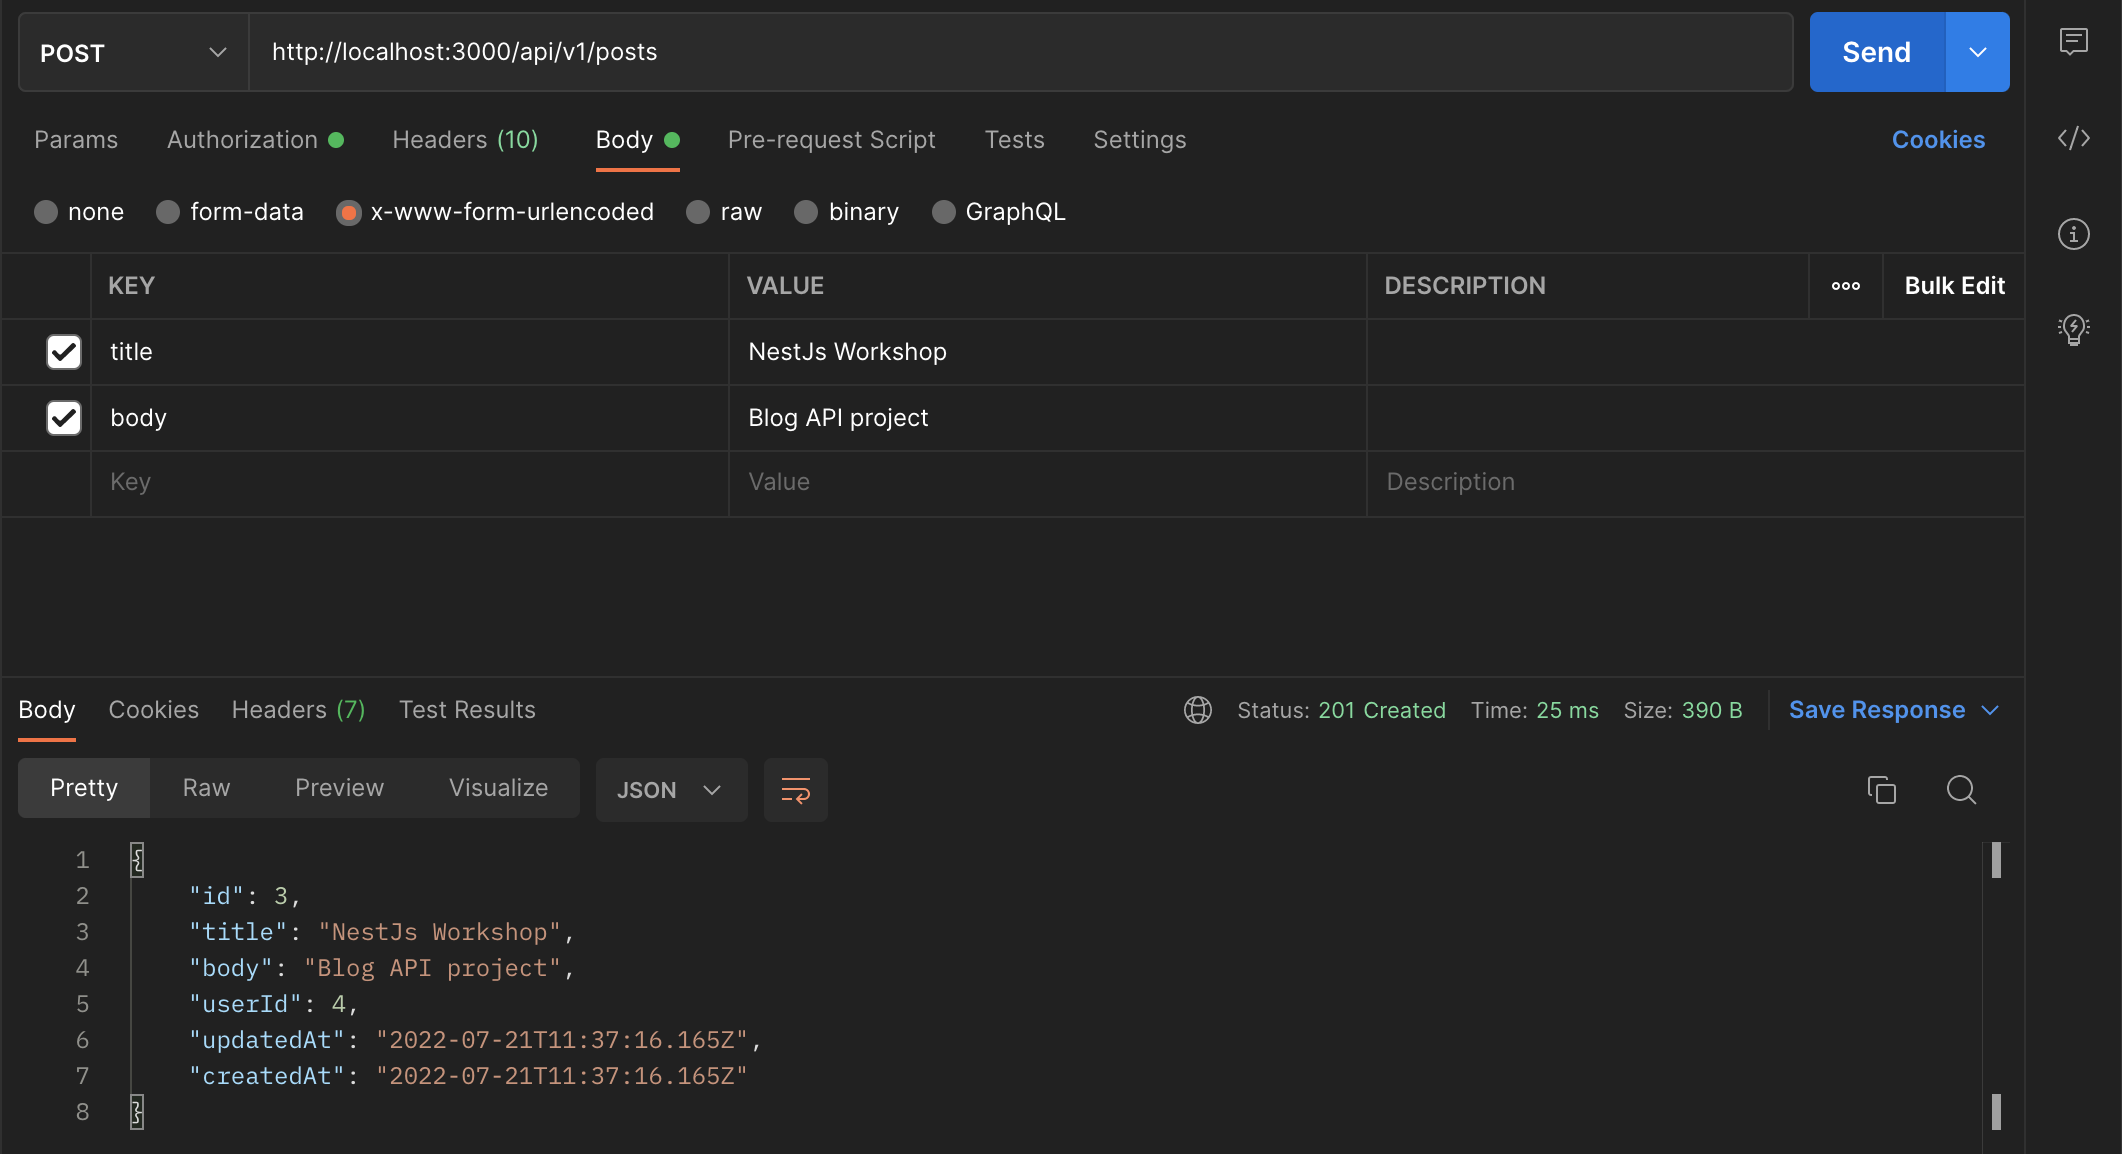 POST http://localhost:3000/api/v1/posts Send
Params Authorization Headers (10) Body Pre-request Script Tests Settings Cookies
none form-data x-www-form-urlencoded raw binary GraphQL
KEY VALUE DESCRIPTION Bulk Edit
title NestJs Workshop
body Blog API project
Key Value Description
Body Cookies Headers (7) Test Results Status: 201 Created Time: 25 ms Size: 390 B Save Response
Pretty Raw Preview Visualize JSON
1 {
2 "id": 3,
3 "title": "NestJs Workshop",
4 "body": "Blog API project",
5 "userId": 4,
6 "updatedAt": "2022-07-21T11:37:16.165Z",
7 "createdAt": "2022-07-21T11:37:16.165Z"
8 }